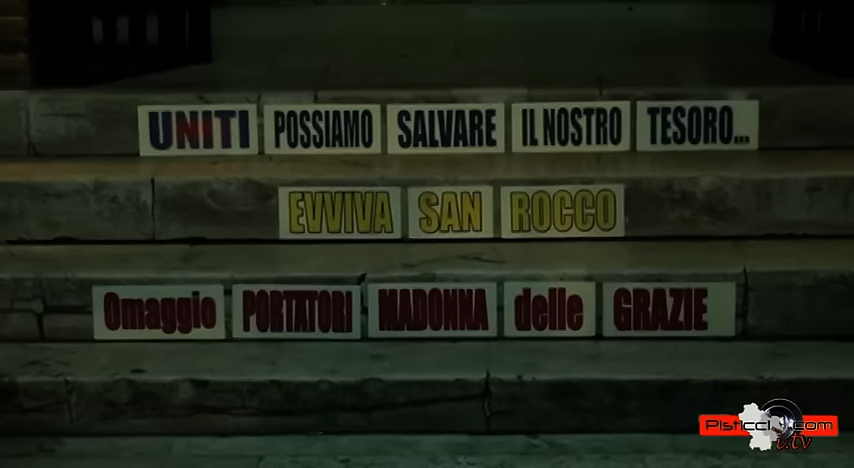 UNITI POSSIAMO SALVARE IL NOSTRO TESORO...
EVVIVA SAN ROCCO
Omaggio PORTATORI MADONNA delle GRAZIE
Pisticci.com
i.tv